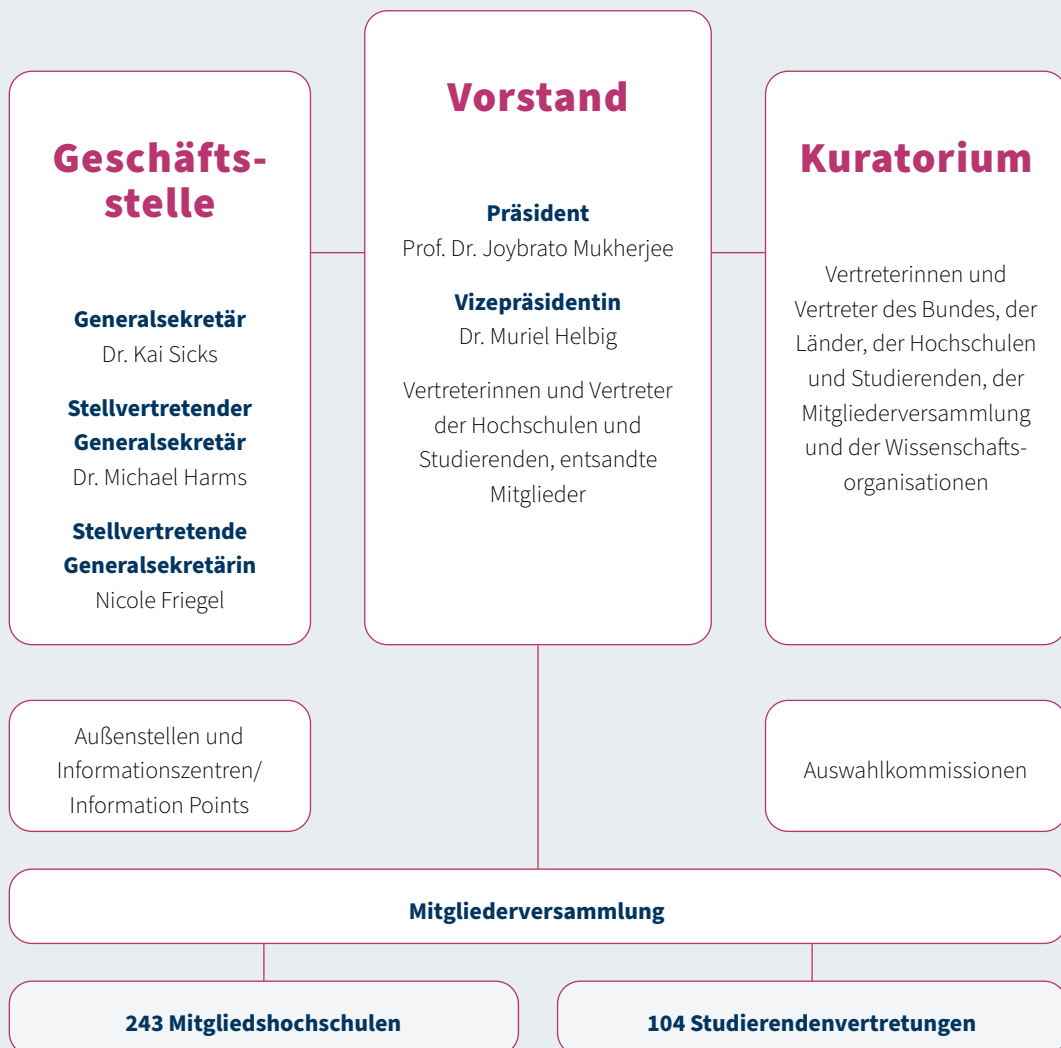 Geschäfts-
stelle
Generalsekretär
Dr. Kai Sicks
Stellvertretender
Generalsekretär
Dr. Michael Harms
Stellvertretende
Generalsekretärin
Nicole Friegel
Vorstand
Präsident
Prof. Dr. Joybrato Mukherjee
Vizepräsidentin
Dr. Muriel Helbig
Vertreterinnen und Vertreter
der Hochschulen und
Studierenden, entsandte
Mitglieder
Kuratorium
Vertreterinnen und
Vertreter des Bundes, der
Länder, der Hochschulen
und Studierenden, der
Mitgliederversammlung
und der Wissenschafts-
organisationen
Außenstellen und
Informationszentren/
Information Points
Auswahlkommissionen
Mitgliederversammlung
243 Mitgliedshochschulen
104 Studierendenvertretungen